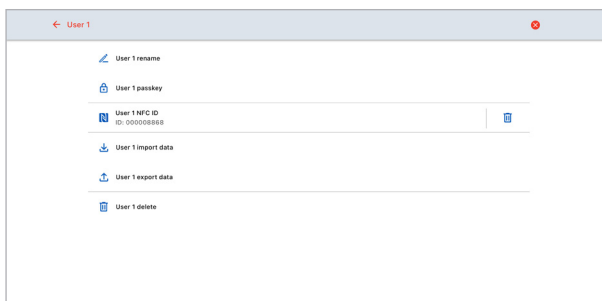 User 1
User 1 rename
User 1 passkey
User 1 NFC ID
ID: 000008868
User 1 import data
User 1 export data
User 1 delete